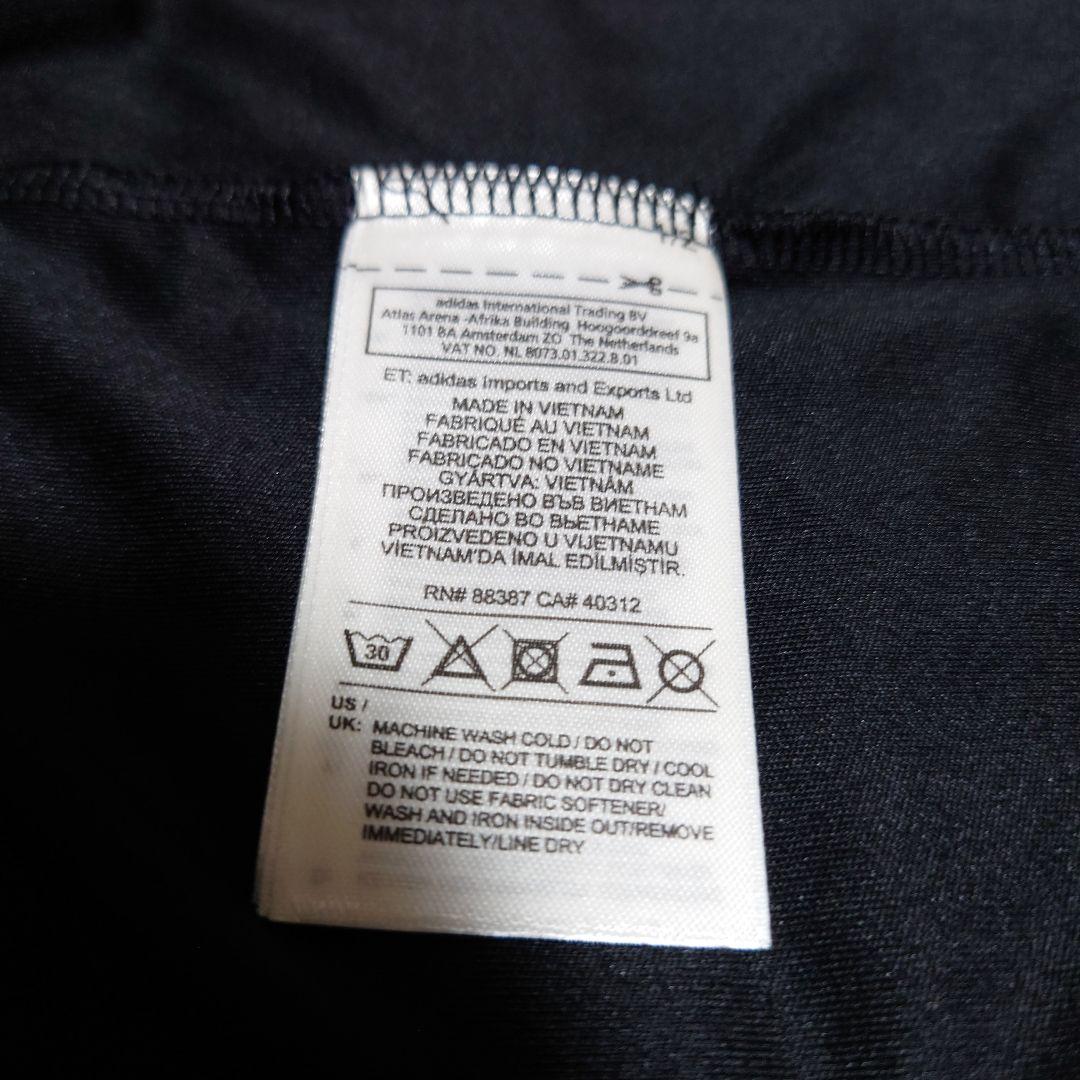 adidas International Trading BV
Atlas Arena -Afrika Building Hoogoorddreef 9a
1101 BA Amsterdam ZO The Netherlands
VAT NO. NL 8073.01.322.B.01
ET: adidas Imports and Exports Ltd
MADE IN VIETNAM
FABRIQUÉ AU VIETNAM
FABRICADO EN VIETNAM
FABRICADO NO VIETNAME
GYÁRTVA: VIETNÁM
ПРОИЗВЕДЕНО ВЪВ ВИЕТНАМ
СДЕЛАНО ВО ВЬЕТНАМЕ
PROIZVEDENO U VIJETNAMU
VİETNAM'DA İMAL EDİLMİŞTİR.
RN# 88387 CA# 40312
30
US /
UK: MACHINE WASH COLD / DO NOT
BLEACH / DO NOT TUMBLE DRY / COOL
IRON IF NEEDED / DO NOT DRY CLEAN
DO NOT USE FABRIC SOFTENER/
WASH AND IRON INSIDE OUT/REMOVE
IMMEDIATELY/LINE DRY